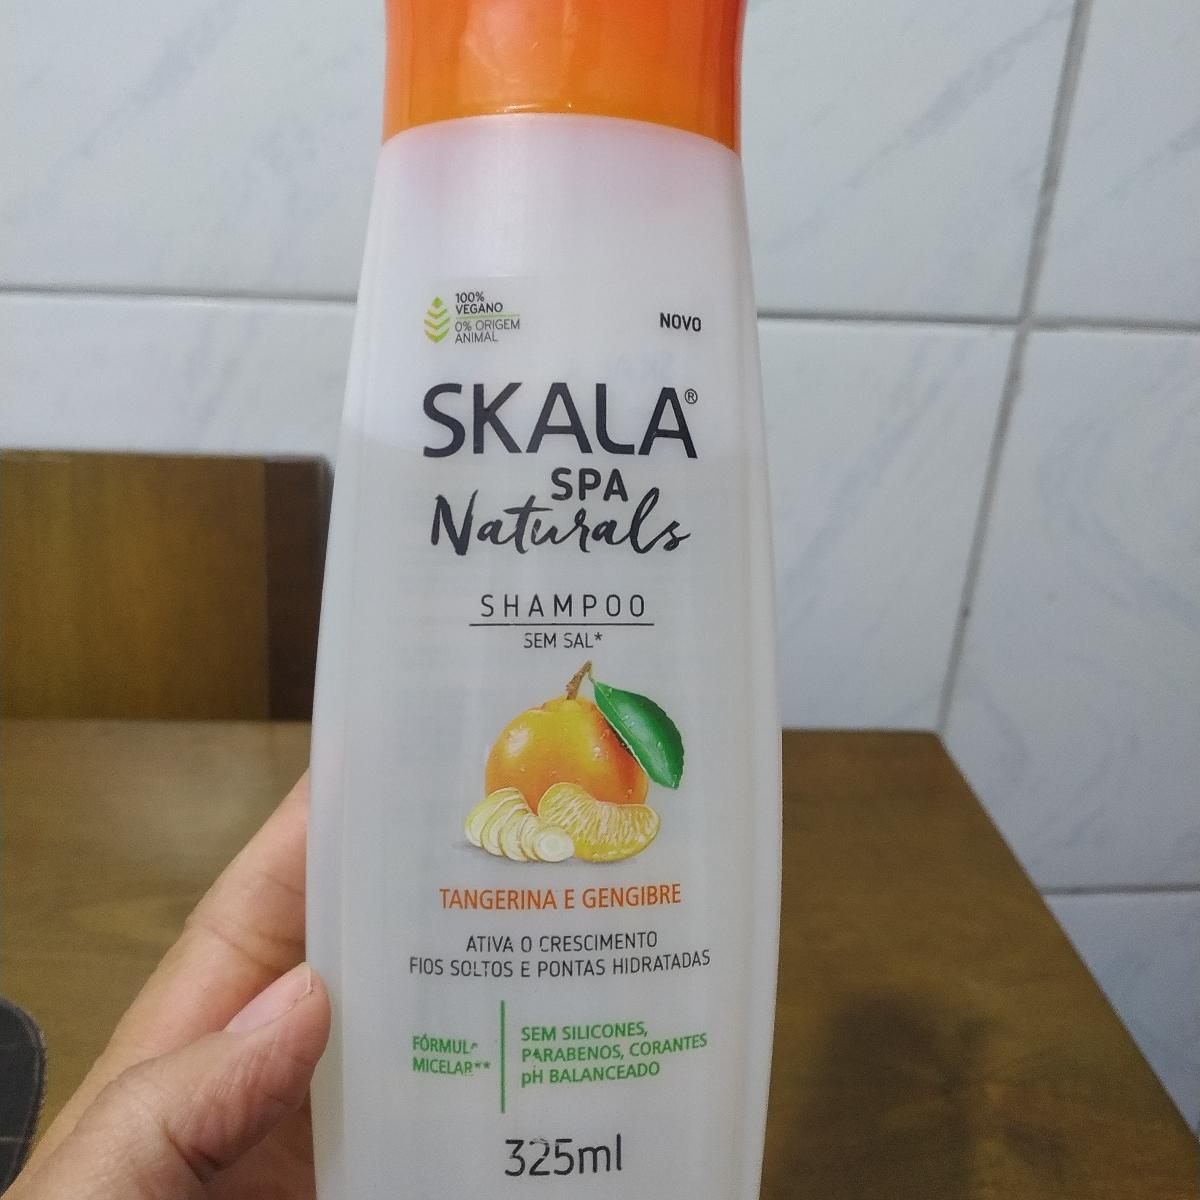 100%
VEGANO
0% ORIGEM
ANIMAL
NOVO
SKALA®
SPA
Naturals
SHAMPOO
SEM SAL*
TANGERINA E GENGIBRE
ATIVA O CRESCIMENTO
FIOS SOLTOS E PONTAS HIDRATADAS
FÓRMULA
MICELAR**
SEM SILICONES,
PARABENOS, CORANTES
pH BALANCEADO
325ml